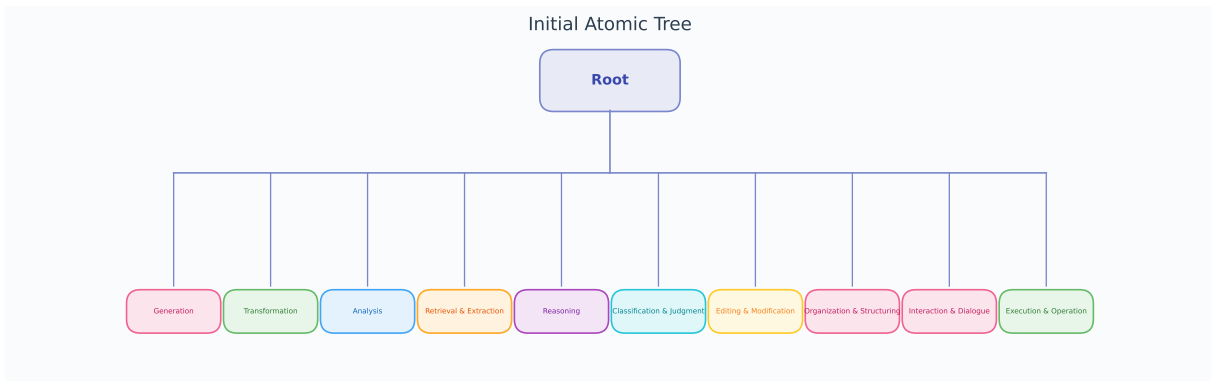 Initial Atomic Tree
Root
Generation
Transformation
Analysis
Retrieval & Extraction
Reasoning
Classification & Judgment
Editing & Modification
Organization & Structuring
Interaction & Dialogue
Execution & Operation